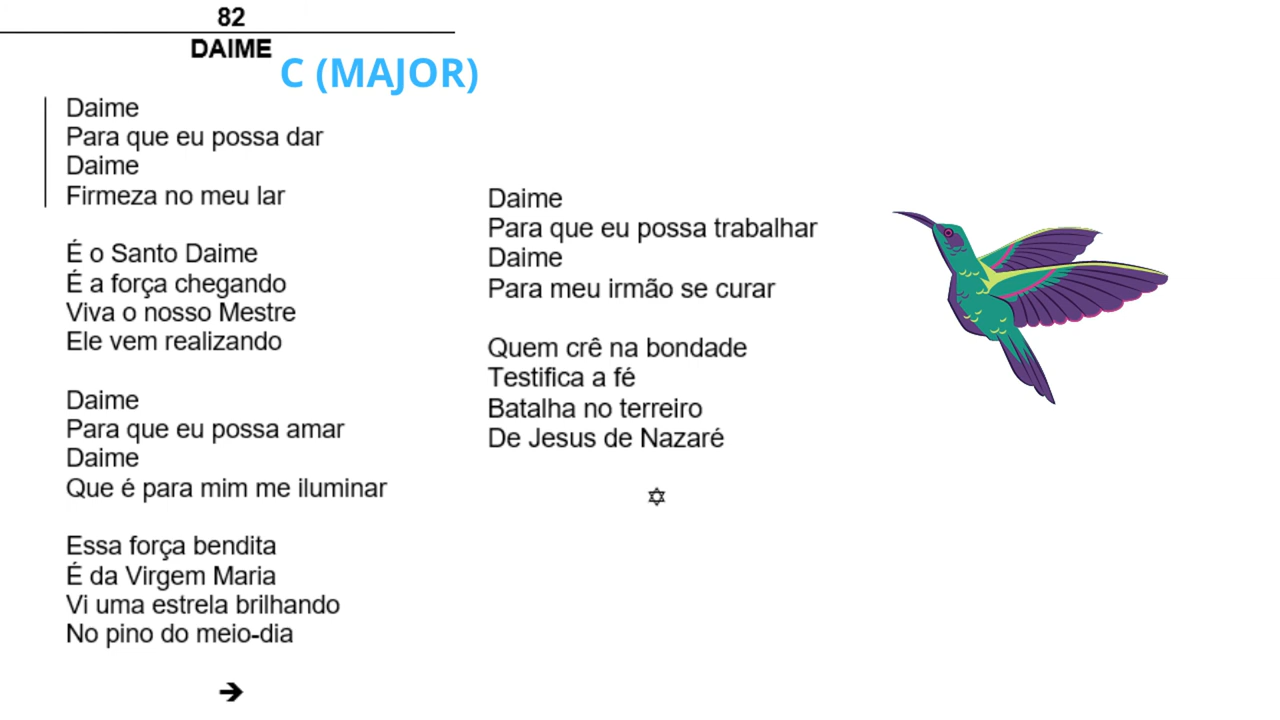 82
DAIME
C (MAJOR)
Daime
Para que eu possa dar
Daime
Firmeza no meu lar
É o Santo Daime
É a força chegando
Viva o nosso Mestre
Ele vem realizando
Daime
Para que eu possa amar
Daime
Que é para mim me iluminar
Essa força bendita
É da Virgem Maria
Vi uma estrela brilhando
No pino do meio-dia
Daime
Para que eu possa trabalhar
Daime
Para meu irmão se curar
Quem crê na bondade
Testifica a fé
Batalha no terreiro
De Jesus de Nazaré